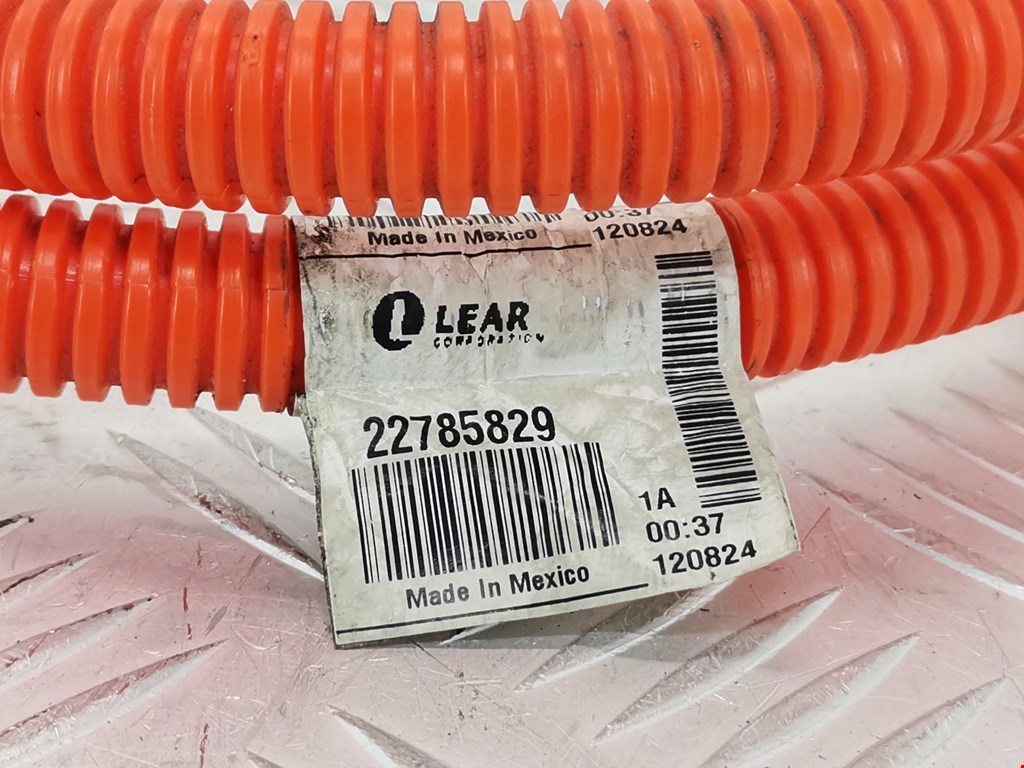 00:37
Made In Mexico
120824
LEAR
CORPORATION
22785829
1A
00:37
120824
Made In Mexico